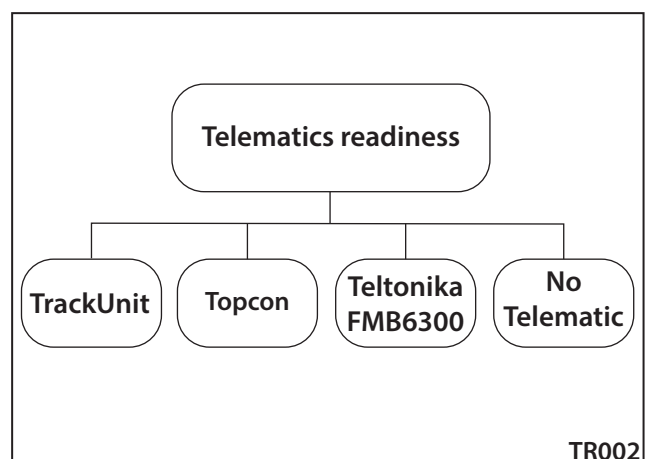 Telematics readiness
TrackUnit
Topcon
Teltonika
FMB6300
No
Telematic
TR002